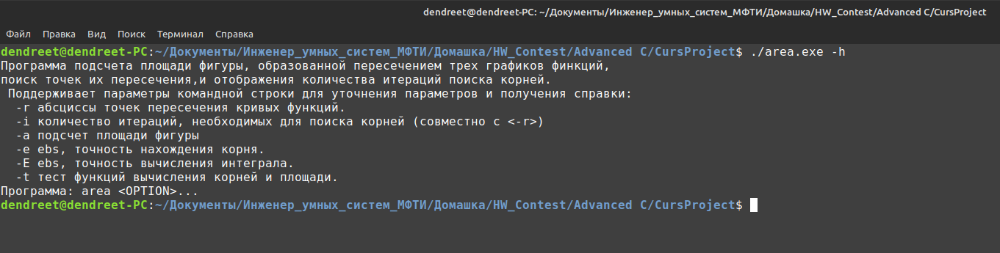 dendreet@dendreet-PC: ~/Документы/Инженер_умных_систем_МФТИ/Домашка/HW_Contest/Advanced C/CursProject
Файл Правка Вид Поиск Терминал Справка
dendreet@dendreet-PC:~/Документы/Инженер_умных_систем_МФТИ/Домашка/HW_Contest/Advanced C/CursProject$ ./area.exe -h
Программа подсчета площади фигуры, образованной пересечением трех графиков финкций,
поиск точек их пересечения,и отображения количества итераций поиска корней.
Поддерживает параметры командной строки для уточнения параметров и получения справки:
-r абсциссы точек пересечения кривых функций.
-i количество итераций, необходимых для поиска корней (совместно с <-r>)
-a подсчет площади фигуры
-e ebs, точность нахождения корня.
-E ebs, точность вычисления интеграла.
-t тест функций вычисления корней и площади.
Программа: area <OPTION>...
dendreet@dendreet-PC:~/Документы/Инженер_умных_систем_МФТИ/Домашка/HW_Contest/Advanced C/CursProject$